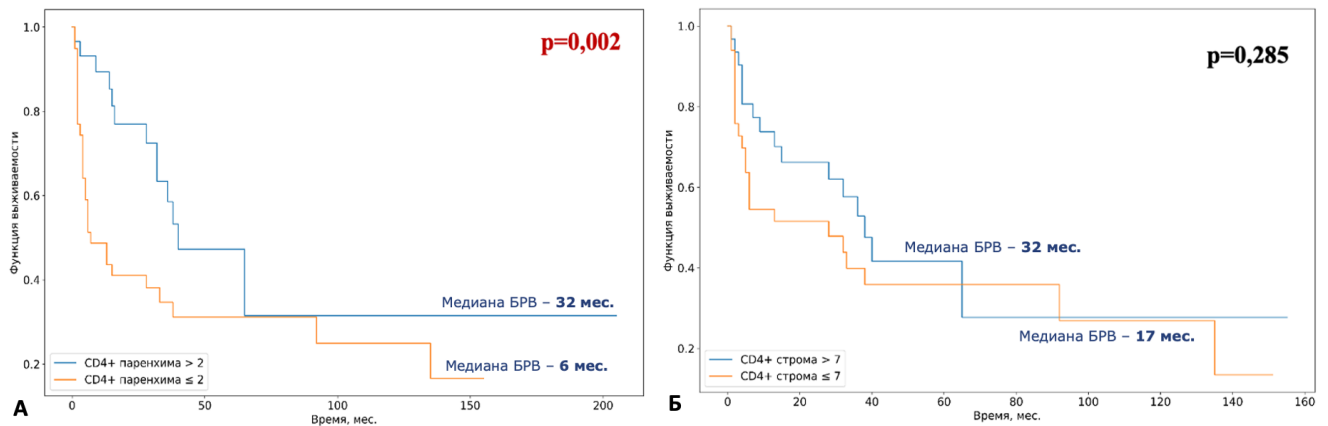 p=0,002
1.0
0.8
0.6
0.4
0.2
Функция выживаемости
Медиана БРВ – 32 мес.
Медиана БРВ – 6 мес.
CD4+ паренхима > 2
CD4+ паренхима ≤ 2
0 50 100 150 200
Время, мес.
А
p=0,285
1.0
0.8
0.6
0.4
0.2
Функция выживаемости
Медиана БРВ – 32 мес.
Медиана БРВ – 17 мес.
CD4+ строма > 7
CD4+ строма ≤ 7
0 20 40 60 80 100 120 140 160
Время, мес.
Б